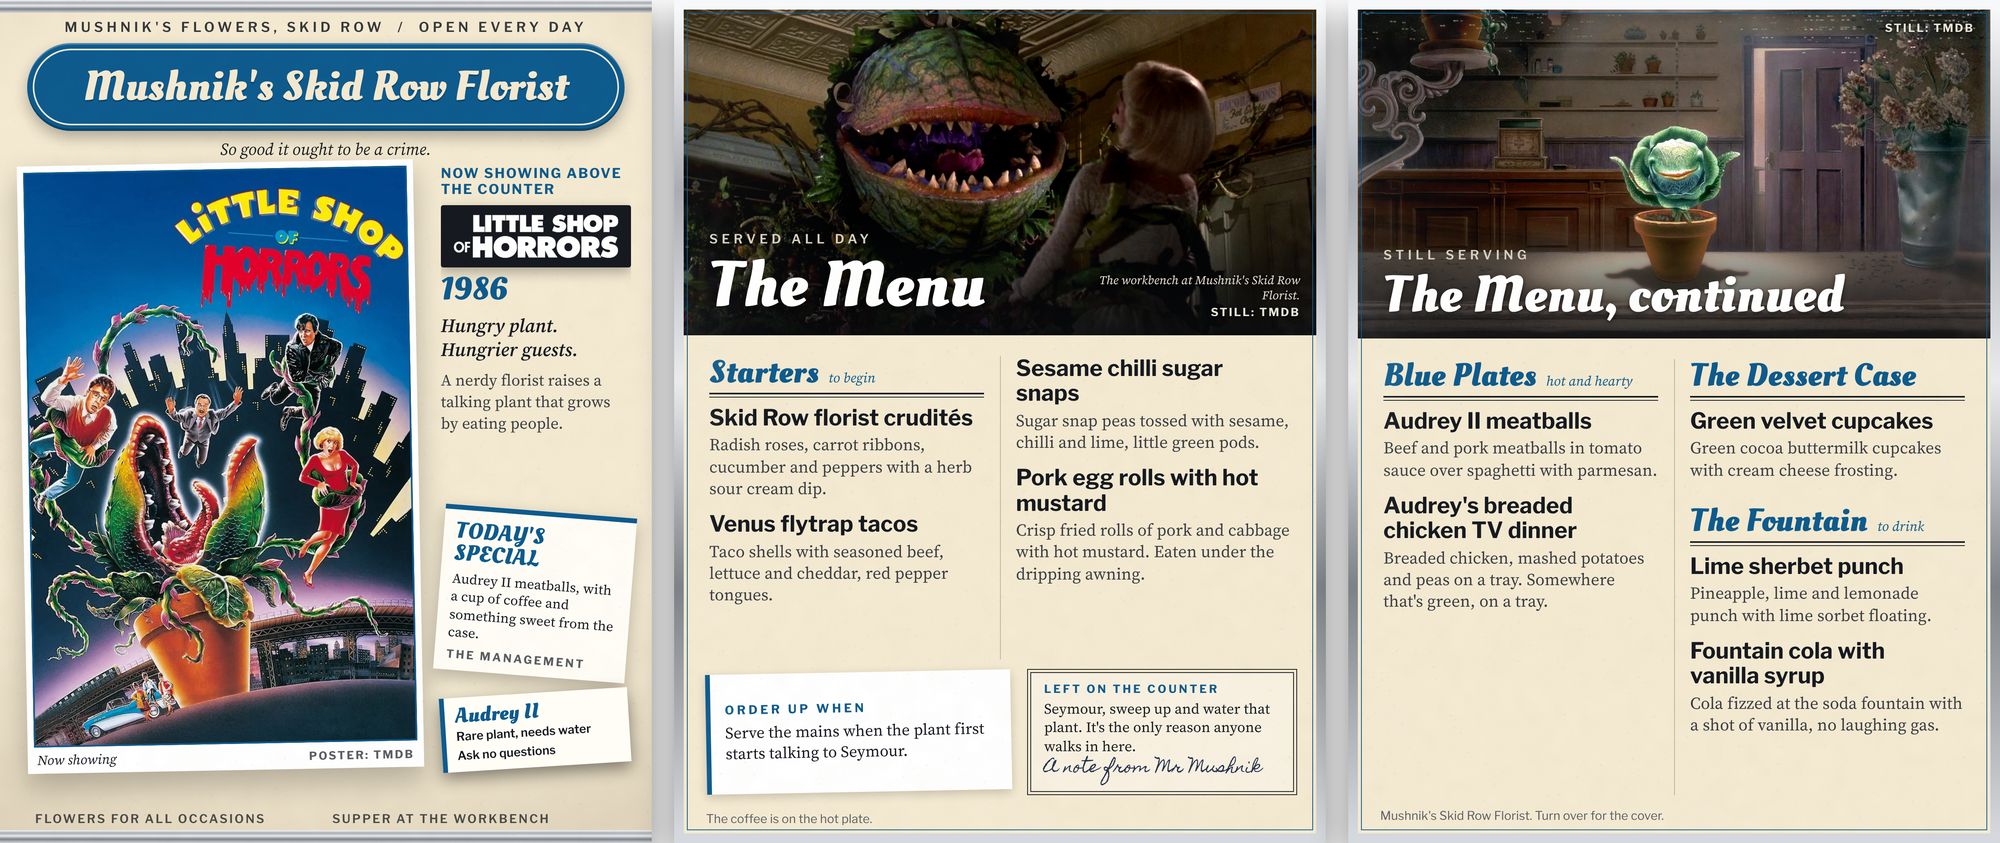 MUSHNIK'S FLOWERS, SKID ROW / OPEN EVERY DAY
Mushnik's Skid Row Florist
So good it ought to be a crime.
LiTTLE SHOP
OF
HORRORS
Now showing
POSTER: TMDB
NOW SHOWING ABOVE
THE COUNTER
LITTLE SHOP
OF HORRORS
1986
Hungry plant.
Hungrier guests.
A nerdy florist raises a
talking plant that grows
by eating people.
TODAY'S
SPECIAL
Audrey II meatballs, with
a cup of coffee and
something sweet from the
case.
THE MANAGEMENT
Audrey II
Rare plant, needs water
Ask no questions
FLOWERS FOR ALL OCCASIONS
SUPPER AT THE WORKBENCH
SERVED ALL DAY
The Menu
The workbench at Mushnik's Skid Row
Florist.
STILL: TMDB
Starters to begin
Skid Row florist crudités
Radish roses, carrot ribbons,
cucumber and peppers with a herb
sour cream dip.
Venus flytrap tacos
Taco shells with seasoned beef,
lettuce and cheddar, red pepper
tongues.
Sesame chilli sugar
snaps
Sugar snap peas tossed with sesame,
chilli and lime, little green pods.
Pork egg rolls with hot
mustard
Crisp fried rolls of pork and cabbage
with hot mustard. Eaten under the
dripping awning.
ORDER UP WHEN
Serve the mains when the plant first
starts talking to Seymour.
LEFT ON THE COUNTER
Seymour, sweep up and water that
plant. It's the only reason anyone
walks in here.
A note from Mr Mushnik
The coffee is on the hot plate.
STILL: TMDB
STILL SERVING
The Menu, continued
Blue Plates hot and hearty
Audrey II meatballs
Beef and pork meatballs in tomato
sauce over spaghetti with parmesan.
Audrey's breaded
chicken TV dinner
Breaded chicken, mashed potatoes
and peas on a tray. Somewhere
that's green, on a tray.
The Dessert Case
Green velvet cupcakes
Green cocoa buttermilk cupcakes
with cream cheese frosting.
The Fountain to drink
Lime sherbet punch
Pineapple, lime and lemonade
punch with lime sorbet floating.
Fountain cola with
vanilla syrup
Cola fizzed at the soda fountain with
a shot of vanilla, no laughing gas.
Mushnik's Skid Row Florist. Turn over for the cover.